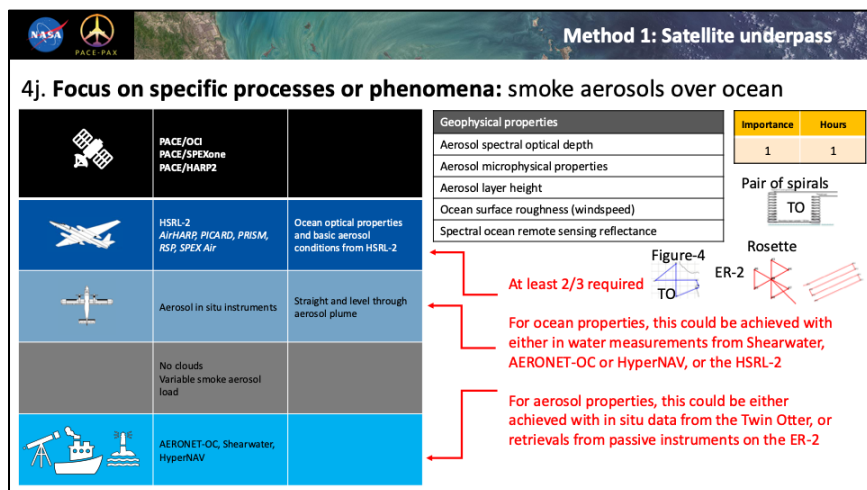 NASA
PACE-PAX
Method 1: Satellite underpass
4j. Focus on specific processes or phenomena: smoke aerosols over ocean
PACE/OCI
PACE/SPEXone
PACE/HARP2
HSRL-2
AirHARP, PICARD, PRISM,
RSP, SPEX Air
Ocean optical properties
and basic aerosol
conditions from HSRL-2
Aerosol in situ instruments
Straight and level through
aerosol plume
No clouds
Variable smoke aerosol
load
AERONET-OC, Shearwater,
HyperNAV
Geophysical properties
Aerosol spectral optical depth
Aerosol microphysical properties
Aerosol layer height
Ocean surface roughness (windspeed)
Spectral ocean remote sensing reflectance
Importance
Hours
1
1
Pair of spirals
TO
Figure-4
TO
Rosette
ER-2
At least 2/3 required
For ocean properties, this could be achieved with
either in water measurements from Shearwater,
AERONET-OC or HyperNAV, or the HSRL-2
For aerosol properties, this could be either
achieved with in situ data from the Twin Otter, or
retrievals from passive instruments on the ER-2